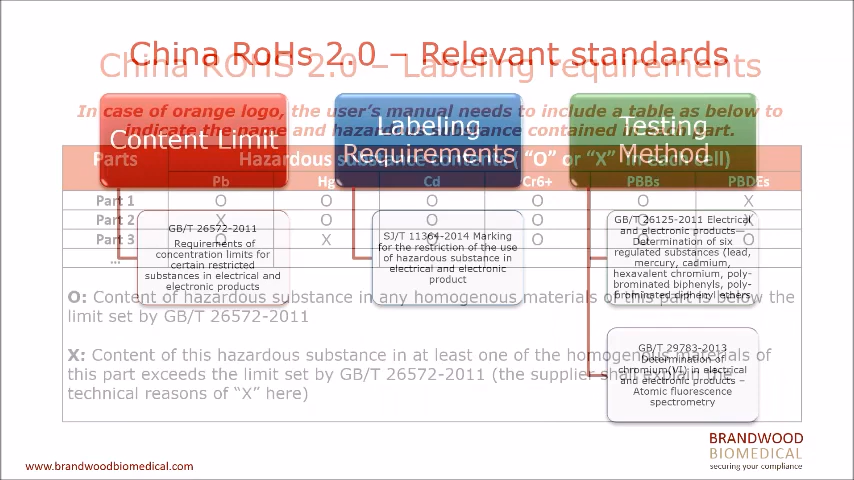 China RoHs 2.0 – Relevant standards
China ROHS 2.0 – Labeling requirements
In case of orange logo, the user's manual needs to include a table as below to
indicate the name and hazardous substance contained in each part.
Content Limit
Labeling
Requirements
Testing
Method
Parts Hazardous substance contents ( “O” or “X” in each cell)
Pb Hg Cd Cr6+ PBBs PBDEs
Part 1 O O O O O X
Part 2 X O O O O X
Part 3 O X O O O O
...
GB/T 26572-2011
Requirements of
concentration limits for
certain restricted
substances in electrical and
electronic products
SJ/T 11364-2014 Marking
for the restriction of the use
of hazardous substance in
electrical and electronic
product
GB/T 26125-2011 Electrical
and electronic products—
Determination of six
regulated substances (lead,
mercury, cadmium,
hexavalent chromium, poly-
brominated biphenyls, poly-
brominated diphenyl ethers
GB/T 29783-2013
Determination of
chromium(VI) in electrical
and electronic products –
Atomic fluorescence
spectrometry
O: Content of hazardous substance in any homogenous materials of this part is below the
limit set by GB/T 26572-2011
X: Content of this hazardous substance in at least one of the homogenous materials of
this part exceeds the limit set by GB/T 26572-2011 (the supplier shall explain the
technical reasons of “X” here)
BRANDWOOD
BIOMEDICAL
securing your compliance
www.brandwoodbiomedical.com